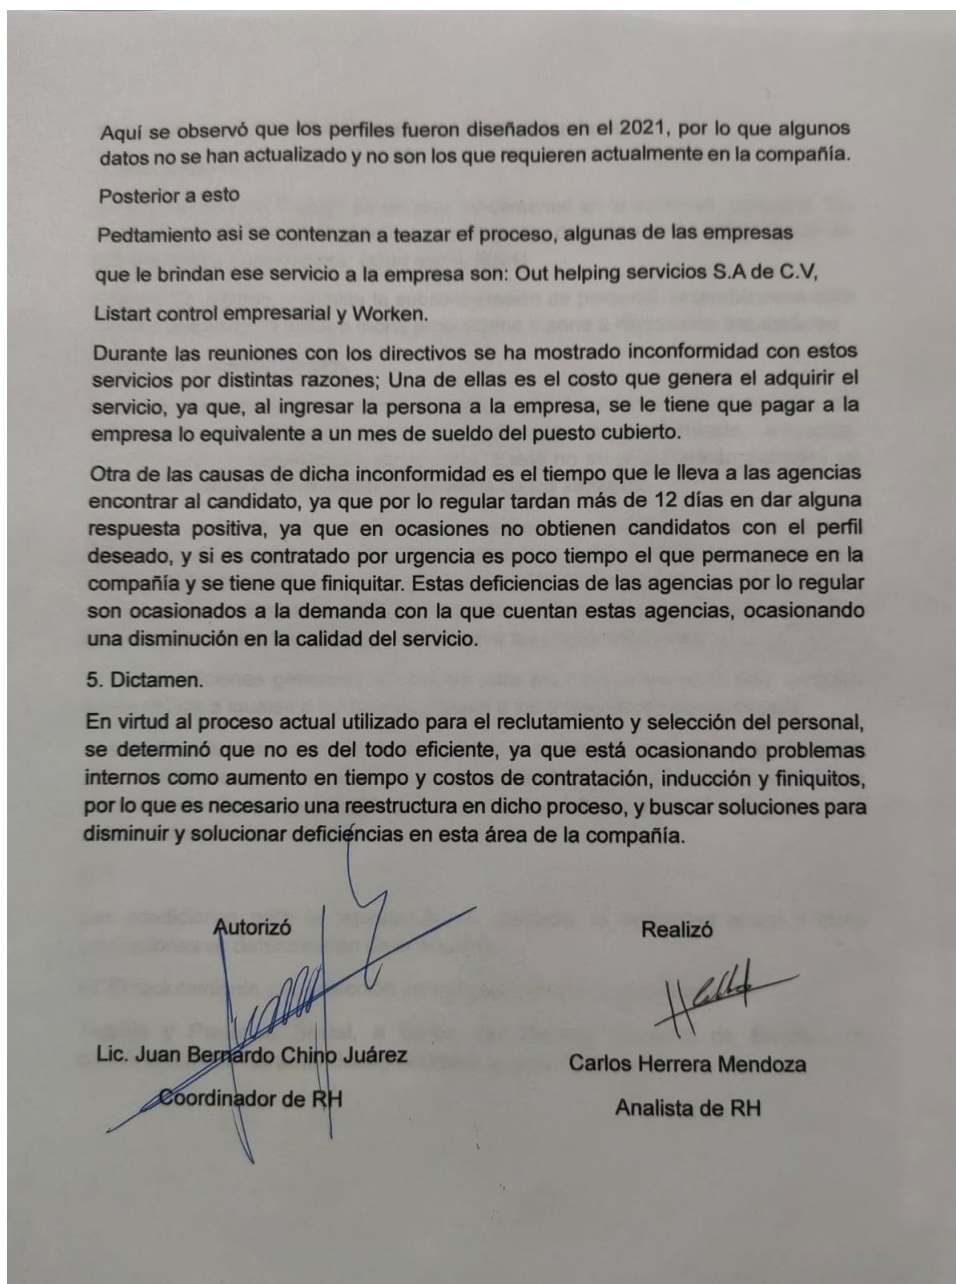 Aquí se observó que los perfiles fueron diseñados en el 2021, por lo que algunos
datos no se han actualizado y no son los que requieren actualmente en la compañía.
Posterior a esto
Pedtamiento asi se contenzan a teazar ef proceso, algunas de las empresas
que le brindan ese servicio a la empresa son: Out helping servicios S.A de C.V,
Listart control empresarial y Worken.
Durante las reuniones con los directivos se ha mostrado inconformidad con estos
servicios por distintas razones; Una de ellas es el costo que genera el adquirir el
servicio, ya que, al ingresar la persona a la empresa, se le tiene que pagar a la
empresa lo equivalente a un mes de sueldo del puesto cubierto.
Otra de las causas de dicha inconformidad es el tiempo que le lleva a las agencias
encontrar al candidato, ya que por lo regular tardan más de 12 días en dar alguna
respuesta positiva, ya que en ocasiones no obtienen candidatos con el perfil
deseado, y si es contratado por urgencia es poco tiempo el que permanece en la
compañía y se tiene que finiquitar. Estas deficiencias de las agencias por lo regular
son ocasionados a la demanda con la que cuentan estas agencias, ocasionando
una disminución en la calidad del servicio.
5. Dictamen.
En virtud al proceso actual utilizado para el reclutamiento y selección del personal,
se determinó que no es del todo eficiente, ya que está ocasionando problemas
internos como aumento en tiempo y costos de contratación, inducción y finiquitos,
por lo que es necesario una reestructura en dicho proceso, y buscar soluciones para
disminuir y solucionar deficiencias en esta área de la compañía.
Autorizó
Lic. Juan Bernardo Chino Juárez
Coordinador de RH
Realizó
Carlos Herrera Mendoza
Analista de RH